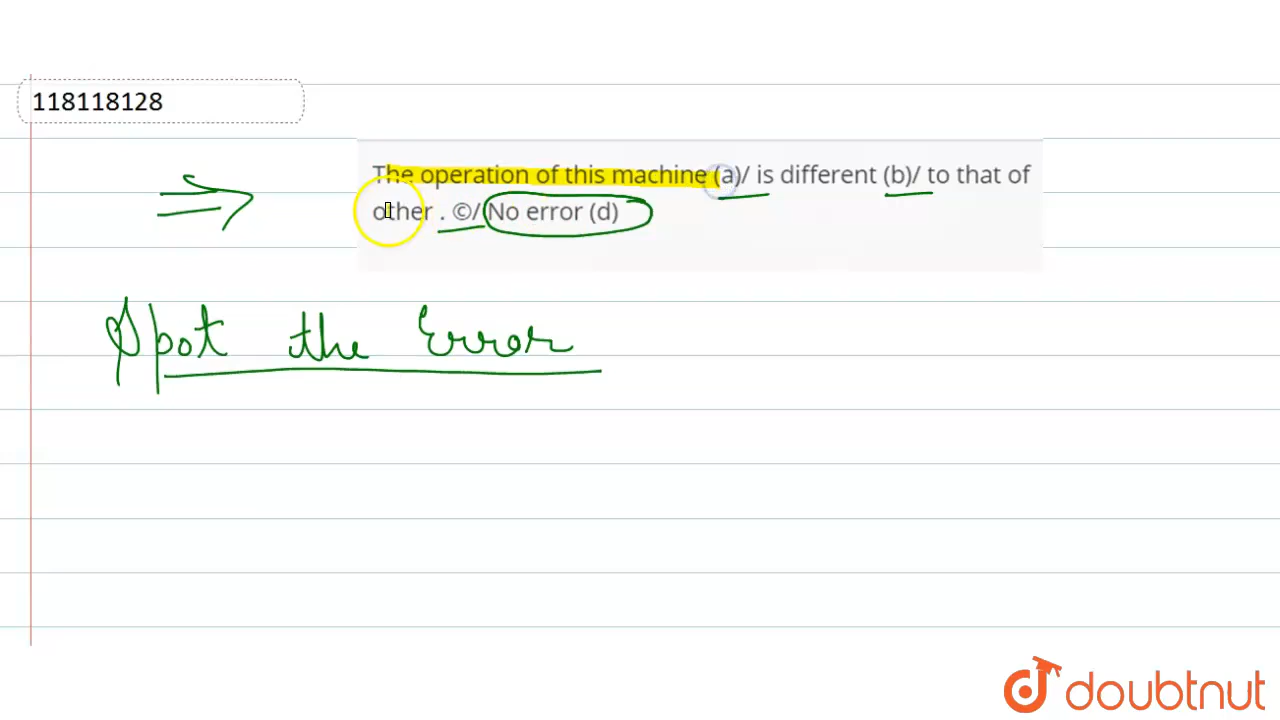 118118128
The operation of this machine (a)/ is different (b)/ to that of
other . ©/ No error (d)
Spot the Error
doubtnut